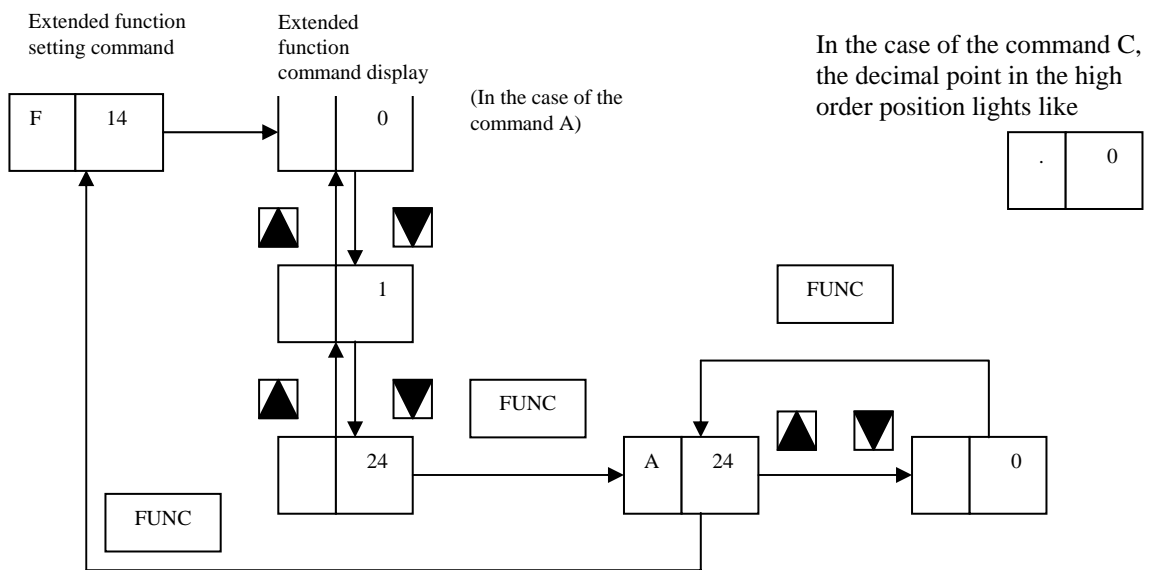 Extended function
setting command
Extended
function
command display
(In the case of the
command A)
In the case of the command C,
the decimal point in the high
order position lights like
F 14
0
. 0
1
FUNC
FUNC
24
A 24
0
FUNC